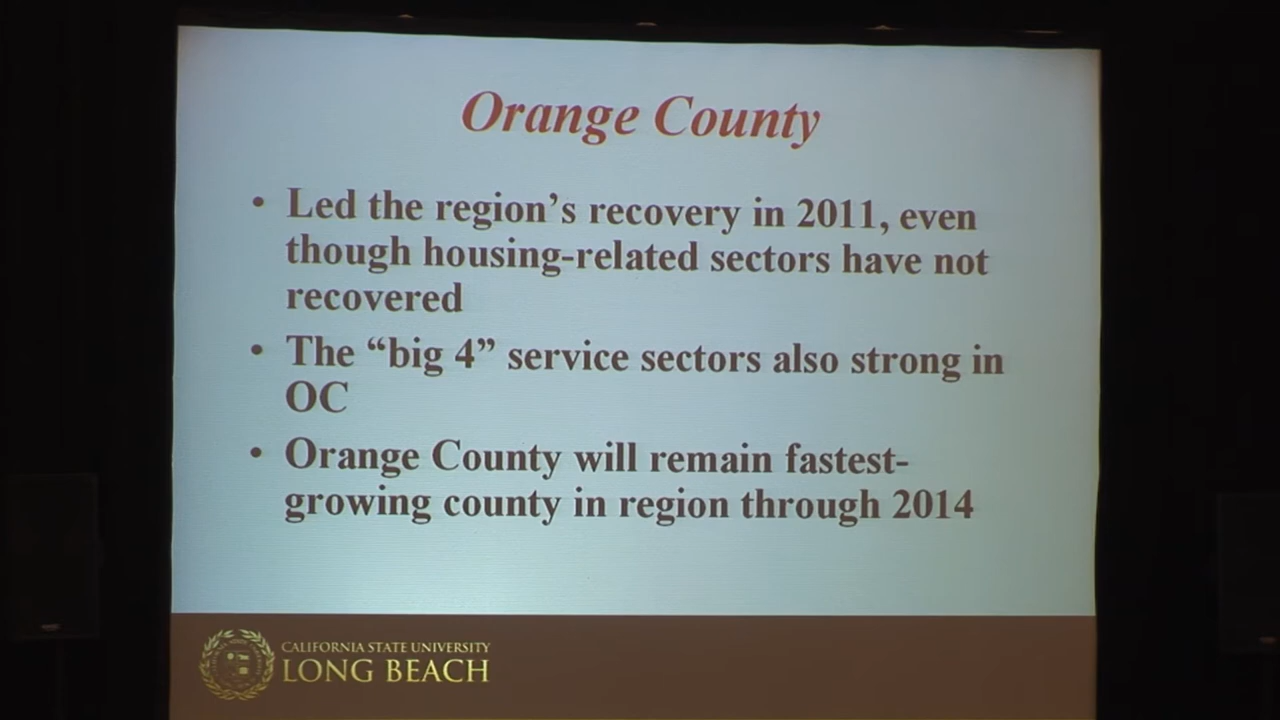 Orange County
• Led the region's recovery in 2011, even
though housing-related sectors have not
recovered
• The “big 4” service sectors also strong in
OC
• Orange County will remain fastest-
growing county in region through 2014
CALIFORNIA STATE UNIVERSITY
LONG BEACH